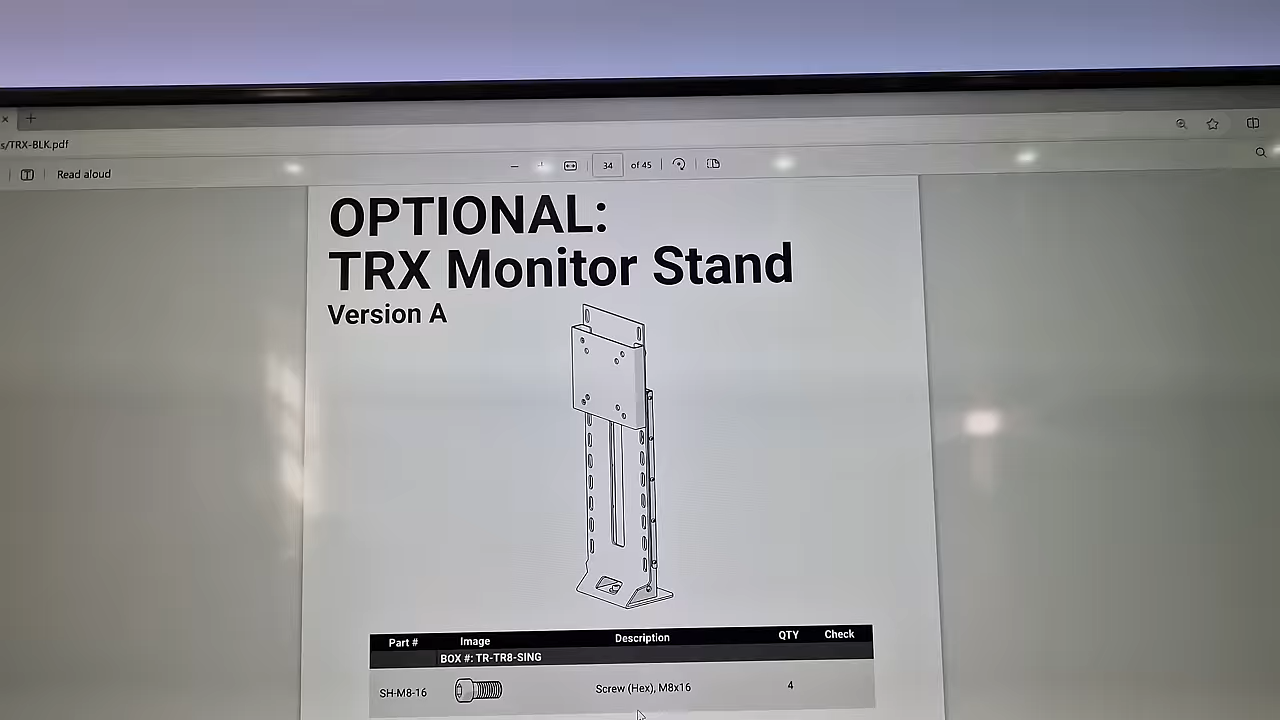 s/TRX-BLK.pdf
Read aloud
34 of 45
OPTIONAL:
TRX Monitor Stand
Version A
Part # Image Description QTY Check
BOX #: TR-TR8-SING
SH-M8-16 Screw (Hex), M8x16 4